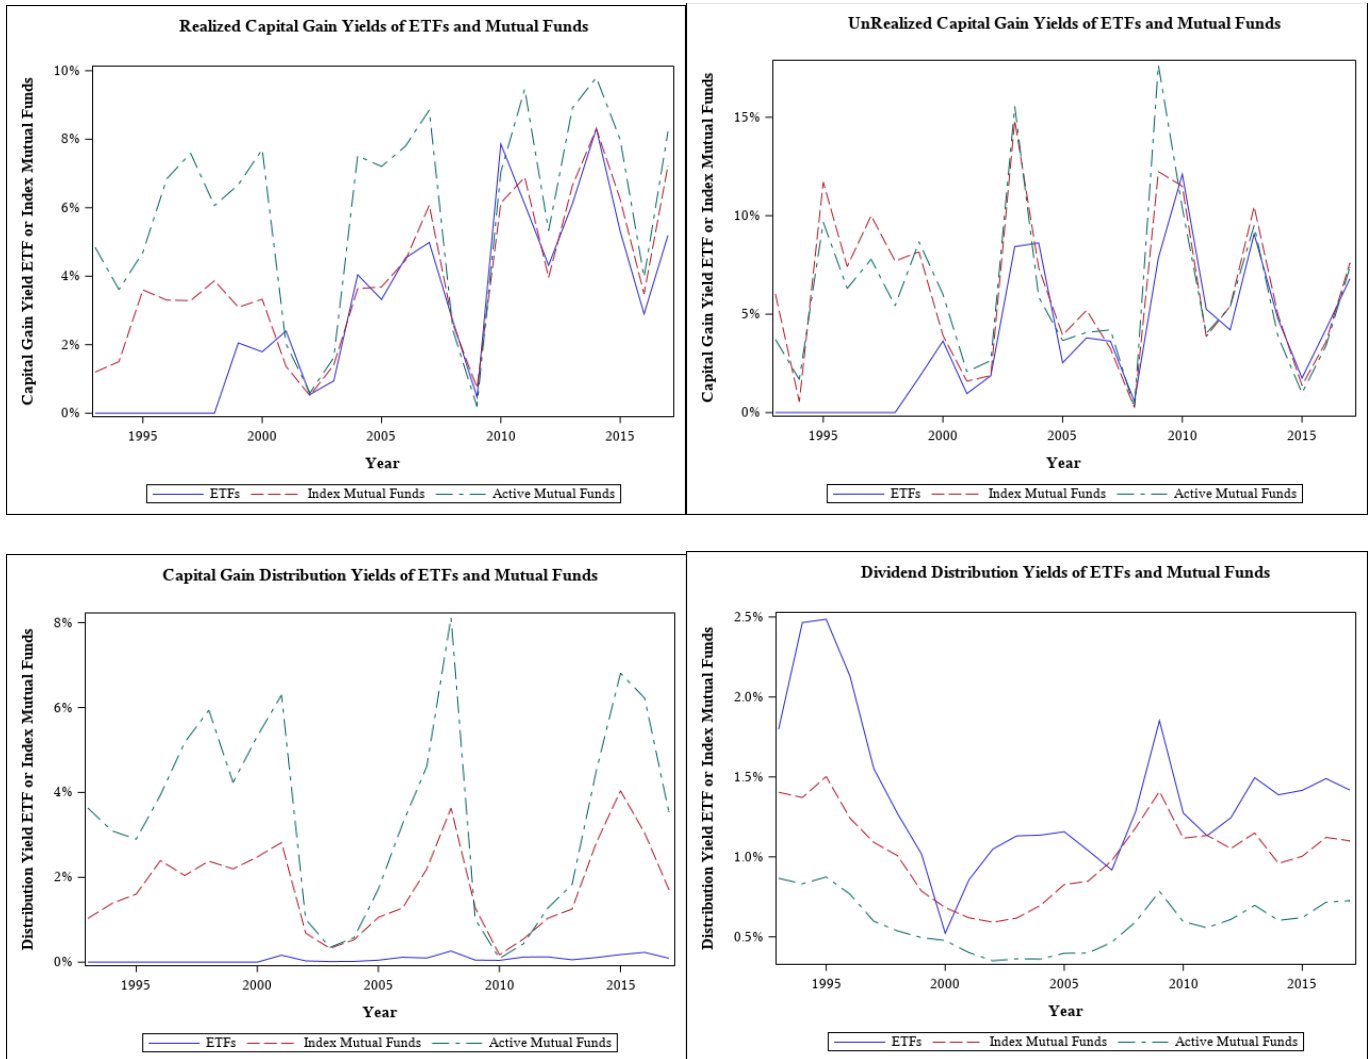 Realized Capital Gain Yields of ETFs and Mutual Funds
Capital Gain Yield ETF or Index Mutual Funds
10%
8%
6%
4%
2%
0%
1995 2000 2005 2010 2015
Year
ETFs Index Mutual Funds Active Mutual Funds
UnRealized Capital Gain Yields of ETFs and Mutual Funds
Capital Gain Yield ETF or Index Mutual Funds
15%
10%
5%
0%
1995 2000 2005 2010 2015
Year
ETFs Index Mutual Funds Active Mutual Funds
Capital Gain Distribution Yields of ETFs and Mutual Funds
Distribution Yield ETF or Index Mutual Funds
8%
6%
4%
2%
0%
1995 2000 2005 2010 2015
Year
ETFs Index Mutual Funds Active Mutual Funds
Dividend Distribution Yields of ETFs and Mutual Funds
Distribution Yield ETF or Index Mutual Funds
2.5%
2.0%
1.5%
1.0%
0.5%
1995 2000 2005 2010 2015
Year
ETFs Index Mutual Funds Active Mutual Funds